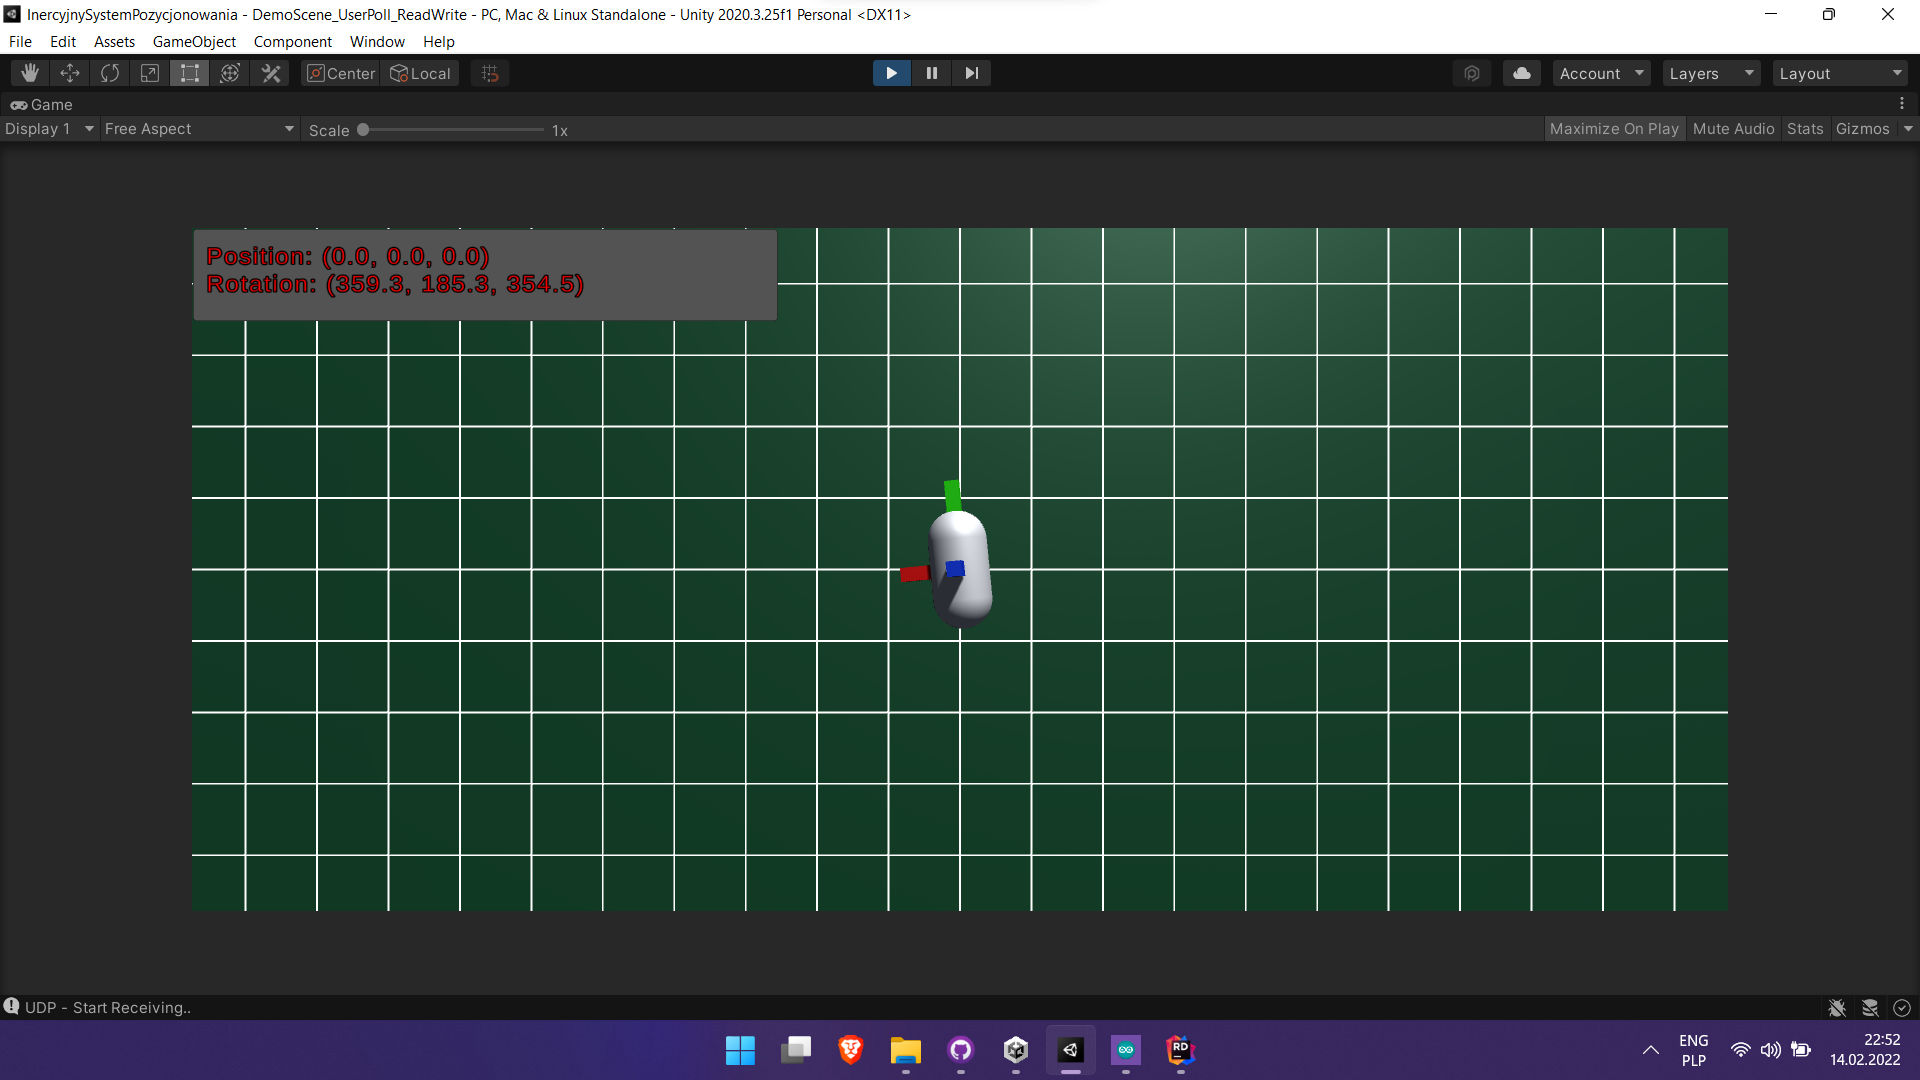 InercyjnySystemPozycjonowania - DemoScene_UserPoll_ReadWrite - PC, Mac & Linux Standalone - Unity 2020.3.25f1 Personal <DX11>
File Edit Assets GameObject Component Window Help
Center Local Account Layers Layout
Game
Display 1 Free Aspect Scale 1x Maximize On Play Mute Audio Stats Gizmos
Position: (0.0, 0.0, 0.0)
Rotation: (359.3, 185.3, 354.5)
UDP - Start Receiving..
RD
ENG 22:52
PLP 14.02.2022